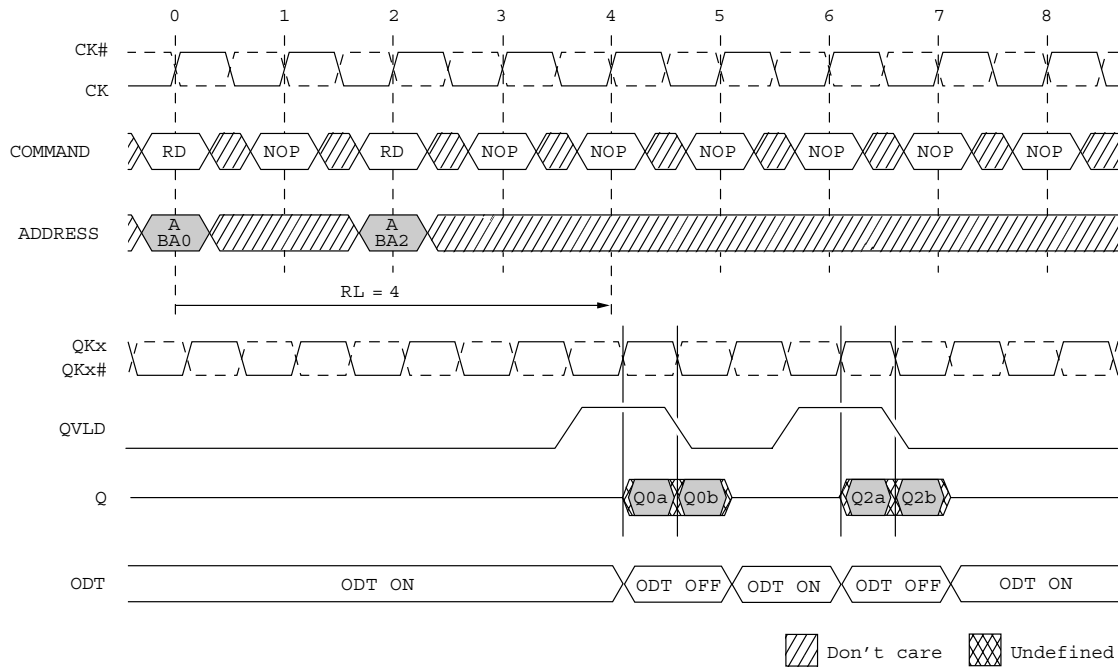 0 1 2 3 4 5 6 7 8
CK#
CK
COMMAND RD NOP RD NOP NOP NOP NOP NOP NOP
ADDRESS A BA0 A BA2
RL = 4
QKx
QKx#
QVLD
Q Q0a Q0b Q2a Q2b
ODT ODT ON ODT OFF ODT ON ODT OFF ODT ON
Don't care Undefined